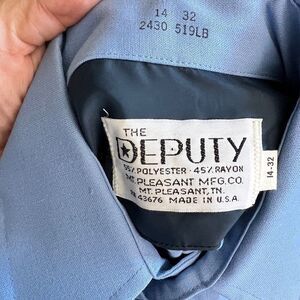 14 32
2430 519LB
THE
DEPUTY
55% POLYESTER · 45% RAYON
MT. PLEASANT MFG. CO.
MT. PLEASANT, TN.
RN 43676 MADE IN U.S.A.
14-32